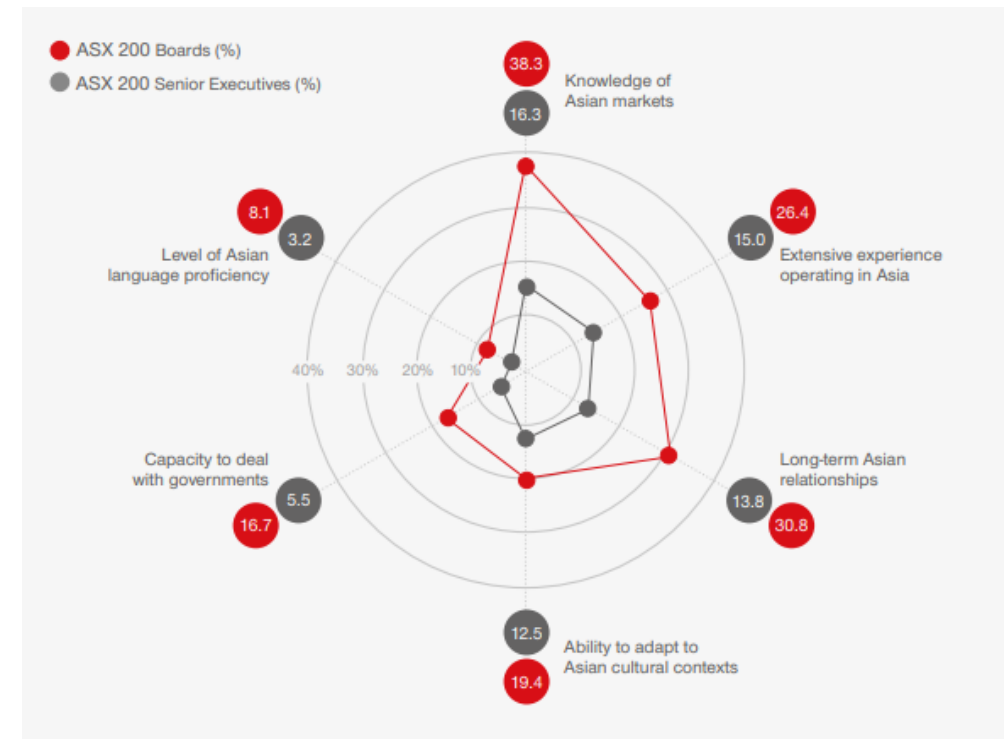 ASX 200 Boards (%)
ASX 200 Senior Executives (%)
38.3
16.3
Knowledge of
Asian markets
8.1
3.2
Level of Asian
language proficiency
26.4
15.0
Extensive experience
operating in Asia
40% 30% 20% 10%
Capacity to deal
with governments
5.5
16.7
Long-term Asian
relationships
13.8
30.8
12.5
19.4
Ability to adapt to
Asian cultural contexts